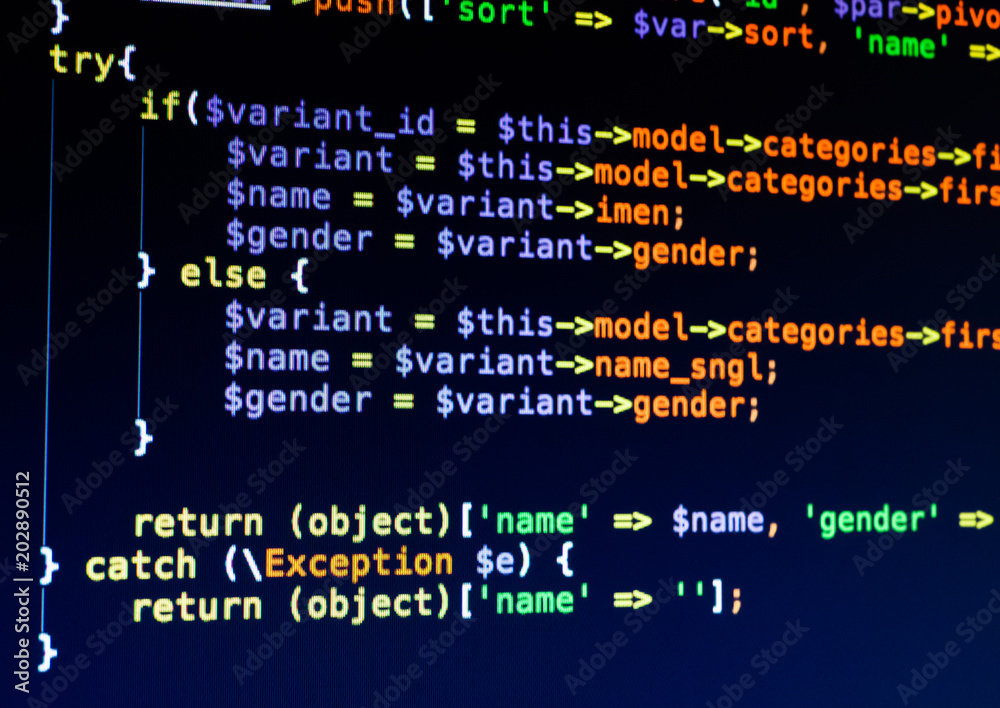 >push(['sort' => $var->sort, 'name' =>
$par->pivo
}
try{
if($variant_id = $this->model->categories->fi
$variant = $this->model->categories->firs
$name = $variant->imen;
$gender = $variant->gender;
} else {
$variant = $this->model->categories->firs
$name = $variant->name_sngl;
$gender = $variant->gender;
}
return (object)['name' => $name, 'gender' =>
} catch (\Exception $e) {
return (object)['name' => ''];
}
Adobe Stock | #202890512